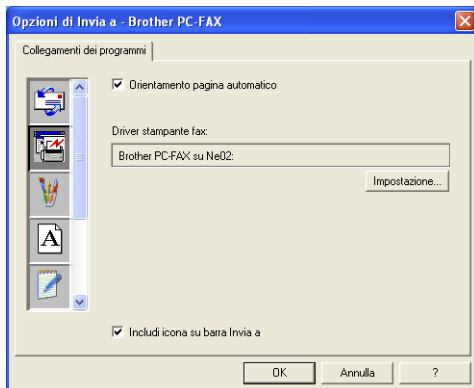 Opzioni di Invia a - Brother PC-FAX
Collegamenti dei programmi
Orientamento pagina automatico
Driver stampante fax:
Brother PC-FAX su Ne02:
Impostazione...
A
Includi icona su barra Invia a
OK
Annulla
?